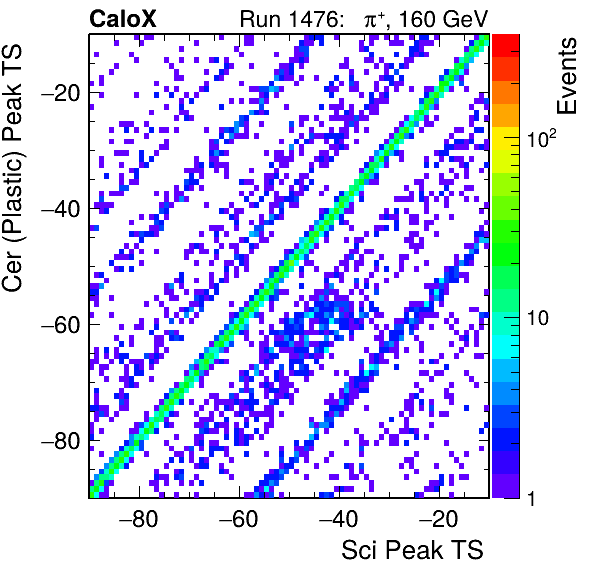 CaloX Run 1476: π⁺, 160 GeV
Events
Cer (Plastic) Peak TS
−20
−40
−60
−80
10²
10
1
−80 −60 −40 −20
Sci Peak TS